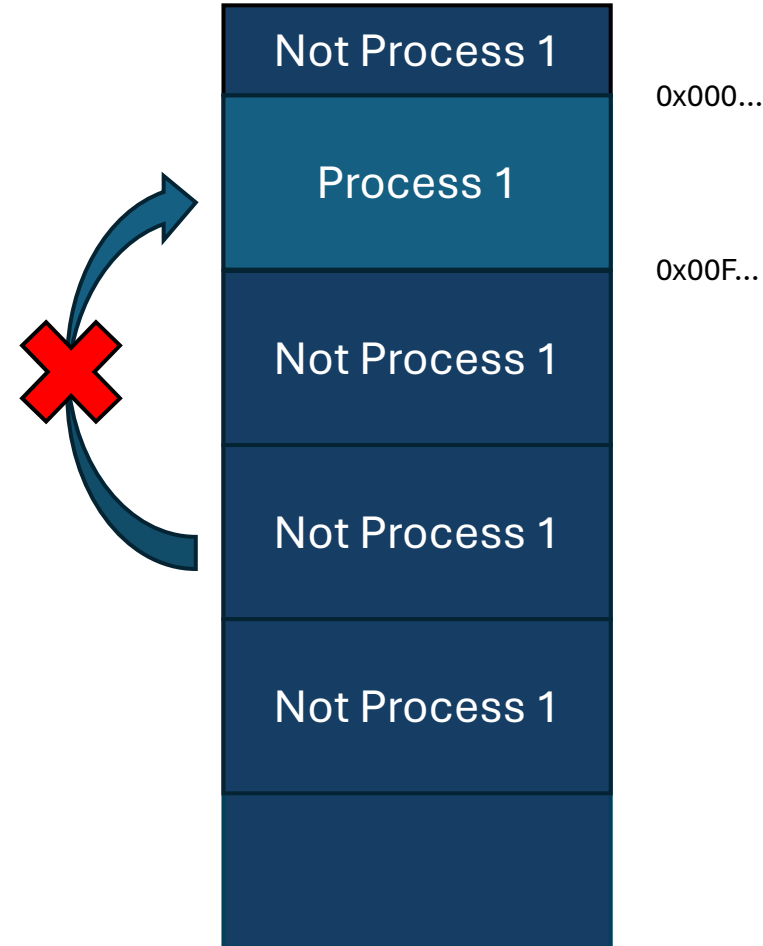 Not Process 1
0x000...
Process 1
0x00F...
Not Process 1
Not Process 1
Not Process 1